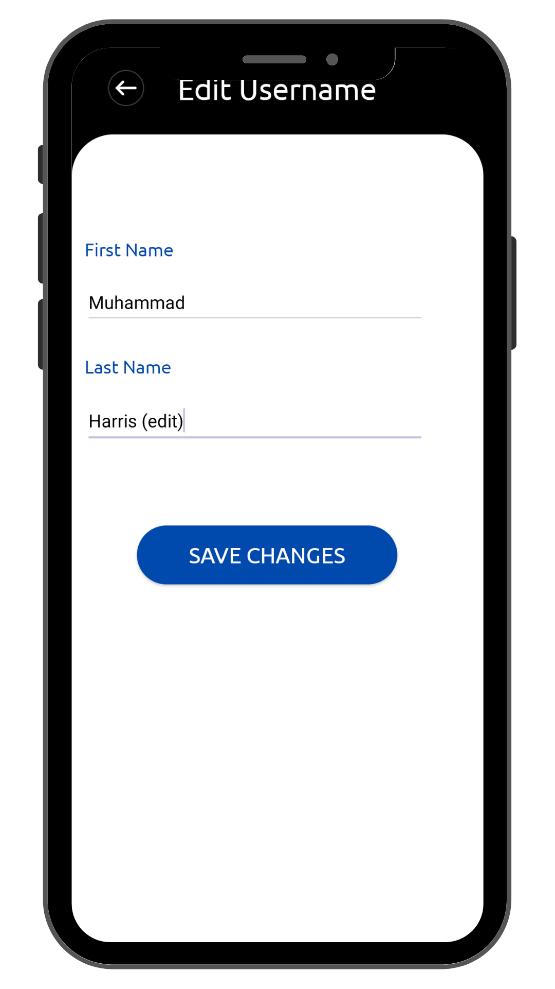 Edit Username
First Name
Muhammad
Last Name
Harris (edit)
SAVE CHANGES